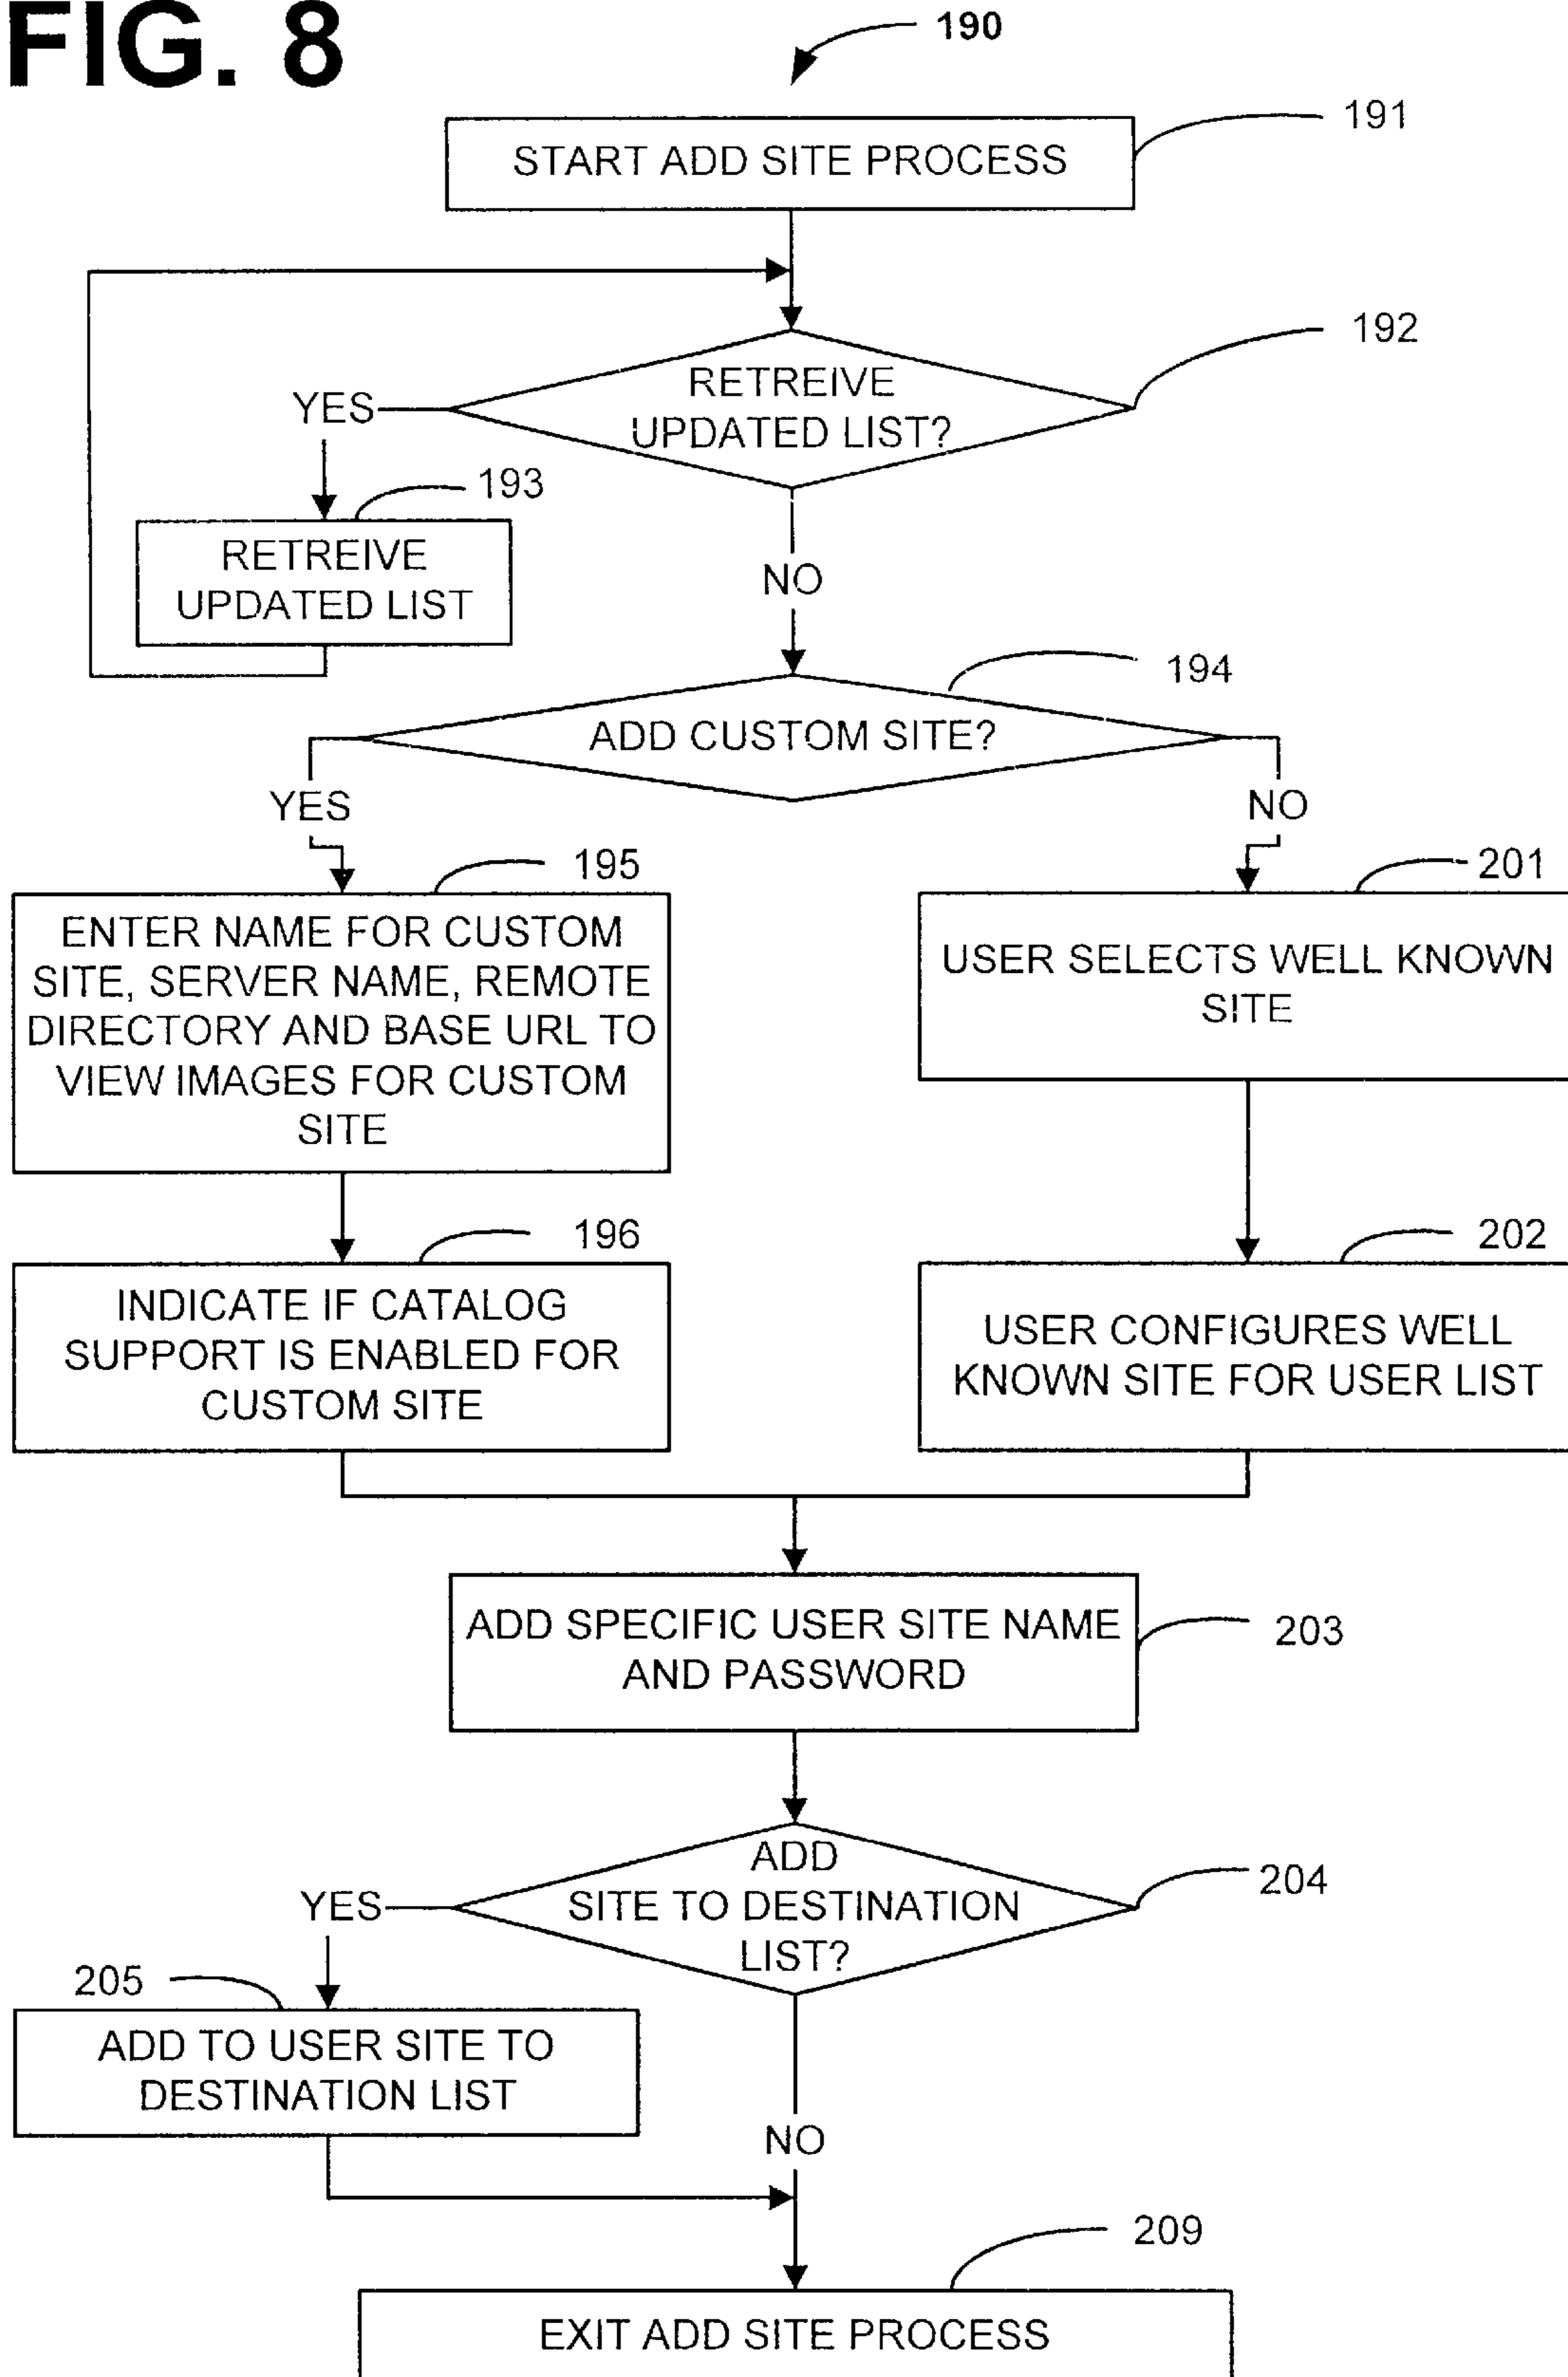 FIG. 8
190
191
START ADD SITE PROCESS
192
RETREIVE
UPDATED LIST?
YES
193
RETREIVE
UPDATED LIST
NO
194
ADD CUSTOM SITE?
YES
NO
195
ENTER NAME FOR CUSTOM
SITE, SERVER NAME, REMOTE
DIRECTORY AND BASE URL TO
VIEW IMAGES FOR CUSTOM
SITE
201
USER SELECTS WELL KNOWN
SITE
196
INDICATE IF CATALOG
SUPPORT IS ENABLED FOR
CUSTOM SITE
202
USER CONFIGURES WELL
KNOWN SITE FOR USER LIST
ADD SPECIFIC USER SITE NAME
AND PASSWORD
203
ADD
SITE TO DESTINATION
LIST?
204
YES
205
ADD TO USER SITE TO
DESTINATION LIST
NO
209
EXIT ADD SITE PROCESS